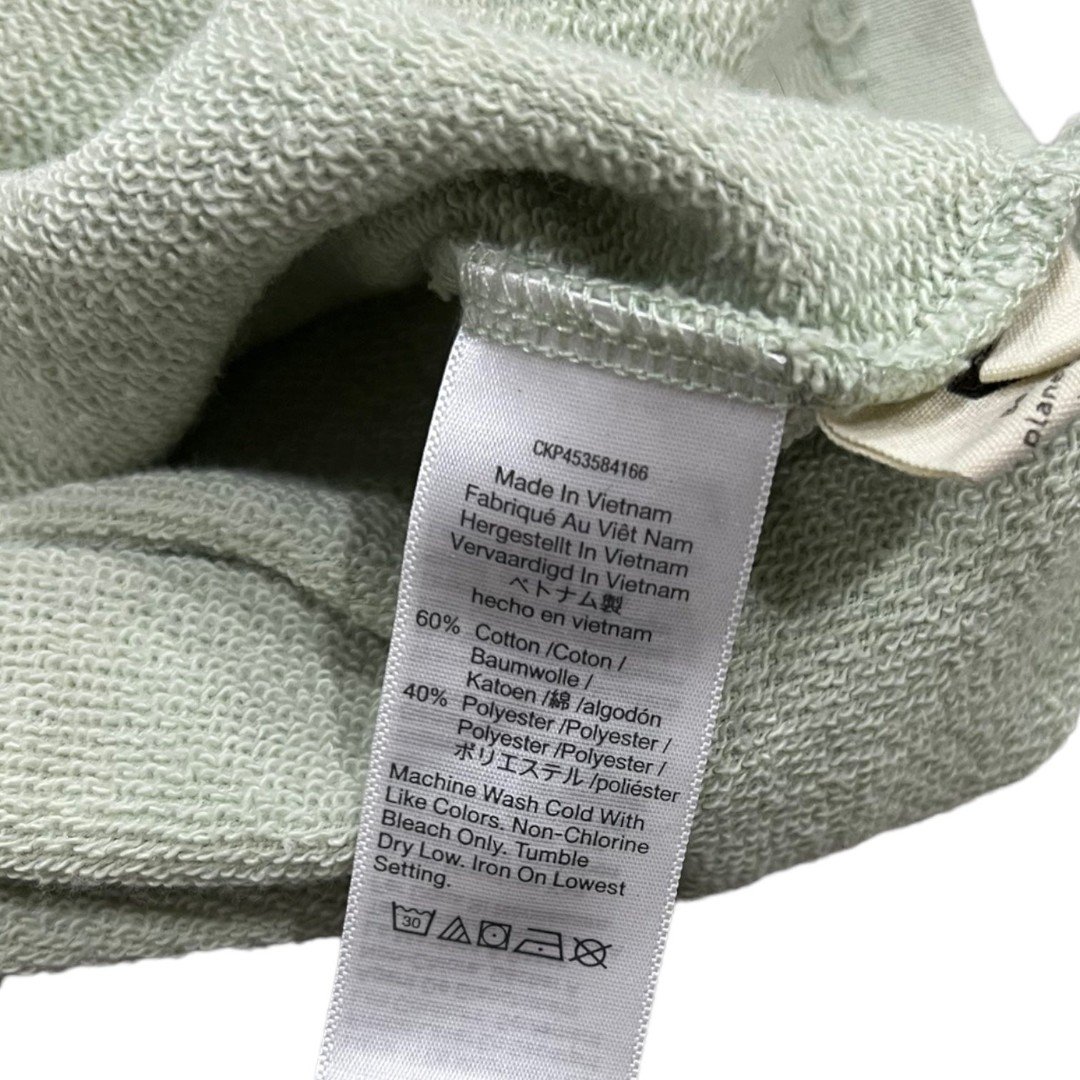 CKP453584166
Made In Vietnam
Fabriqué Au Viêt Nam
Hergestellt In Vietnam
Vervaardigd In Vietnam
ベトナム製
hecho en vietnam
60% Cotton /Coton /
Baumwolle /
Katoen /綿 /algodón
40% Polyester /Polyester /
Polyester /Polyester /
ポリエステル /poliéster
Machine Wash Cold With
Like Colors. Non-Chlorine
Bleach Only. Tumble
Dry Low. Iron On Lowest
Setting.
30